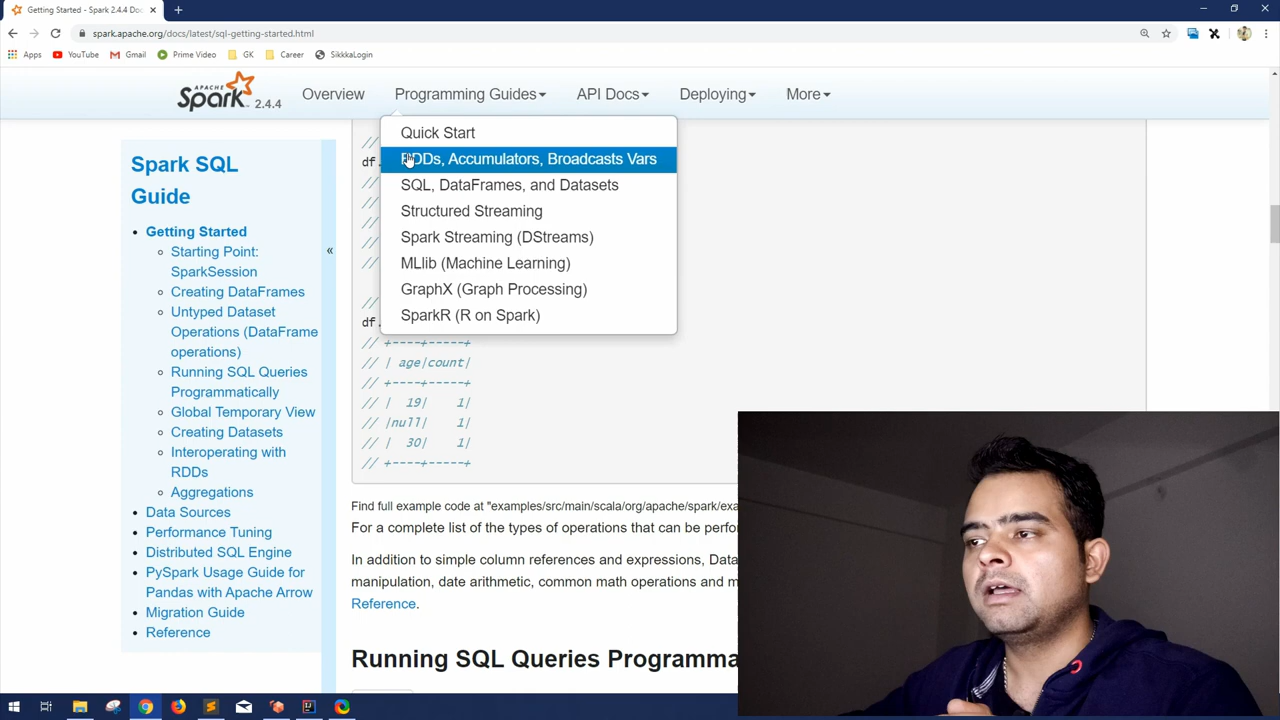 Getting Started - Spark 2.4.4 Doc
spark.apache.org/docs/latest/sql-getting-started.html
Apps YouTube Gmail Prime Video GK Career SikkkaLogin
APACHE Spark 2.4.4 Overview Programming Guides API Docs Deploying More
Quick Start
RDDs, Accumulators, Broadcasts Vars
SQL, DataFrames, and Datasets
Structured Streaming
Spark Streaming (DStreams)
MLlib (Machine Learning)
GraphX (Graph Processing)
SparkR (R on Spark)
Spark SQL
Guide
Getting Started
Starting Point:
SparkSession
Creating DataFrames
Untyped Dataset
Operations (DataFrame
operations)
Running SQL Queries
Programmatically
Global Temporary View
Creating Datasets
Interoperating with
RDDs
Aggregations
Data Sources
Performance Tuning
Distributed SQL Engine
PySpark Usage Guide for
Pandas with Apache Arrow
Migration Guide
Reference
«
//
df.
//
//
//
//
//
//
df.
// +----+-----+
// | age|count|
// +----+-----+
// | 19| 1|
// |null| 1|
// | 30| 1|
// +----+-----+
Find full example code at "examples/src/main/scala/org/apache/spark/exa
For a complete list of the types of operations that can be perfo
In addition to simple column references and expressions, Data
manipulation, date arithmetic, common math operations and m
Reference.
Running SQL Queries Programma